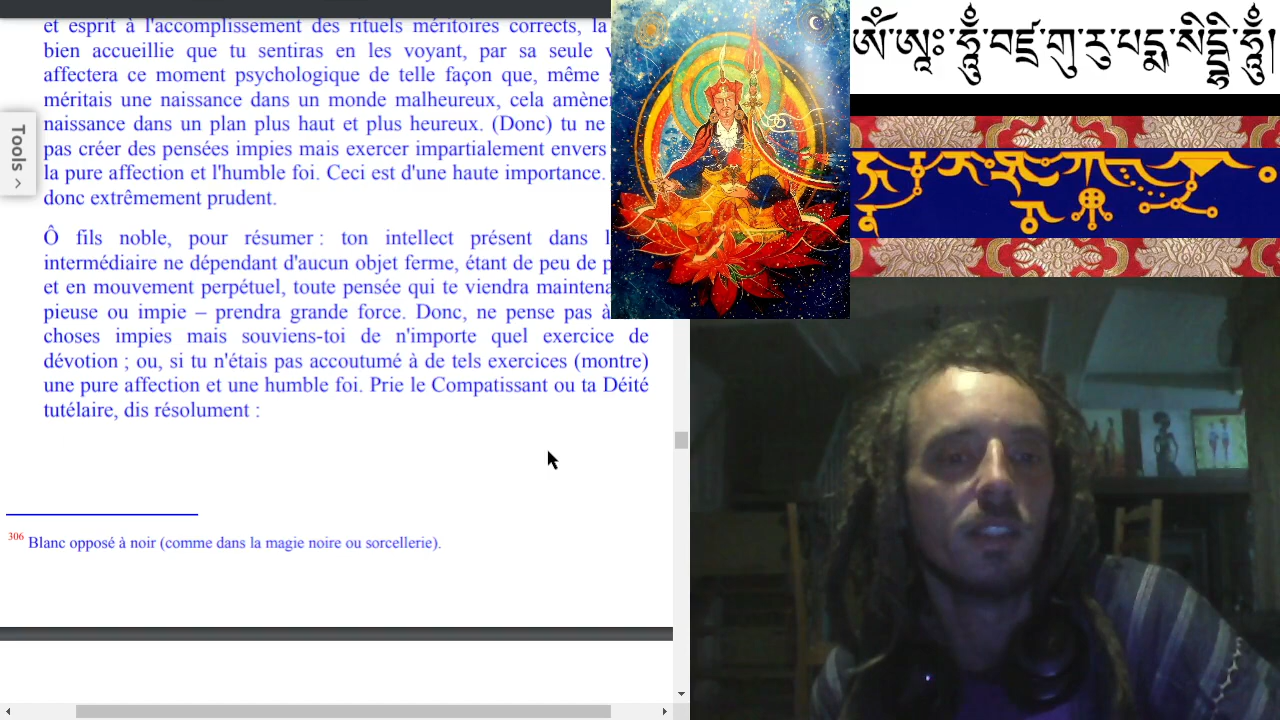 et esprit à l'accomplissement des rituels méritoires corrects, la
bien accueillie que tu sentiras en les voyant, par sa seule
affectera ce moment psychologique de telle façon que, même
méritais une naissance dans un monde malheureux, cela
naissance dans un plan plus haut et plus heureux. (Donc) tu ne
pas créer des pensées impies mais exercer impartialement envers
la pure affection et l'humble foi. Ceci est d'une haute importance.
donc extrêmement prudent.
Ô fils noble, pour résumer : ton intellect présent dans
intermédiaire ne dépendant d'aucun objet ferme, étant de peu de
et en mouvement perpétuel, toute pensée qui te viendra
pieuse ou impie – prendra grande force. Donc, ne pense pas à
choses impies mais souviens-toi de n'importe quel exercice de
dévotion ; ou, si tu n'étais pas accoutumé à de tels exercices (montre)
une pure affection et une humble foi. Prie le Compatissant ou ta Déité
tutélaire, dis résolument :
306 Blanc opposé à noir (comme dans la magie noire ou sorcellerie).
Tools >
ༀ་ཨཱཿ་ཧཱུྃ་བཛྲ་གུ་རུ་པདྨ་སིདྡྷི་ཧཱུྃ།